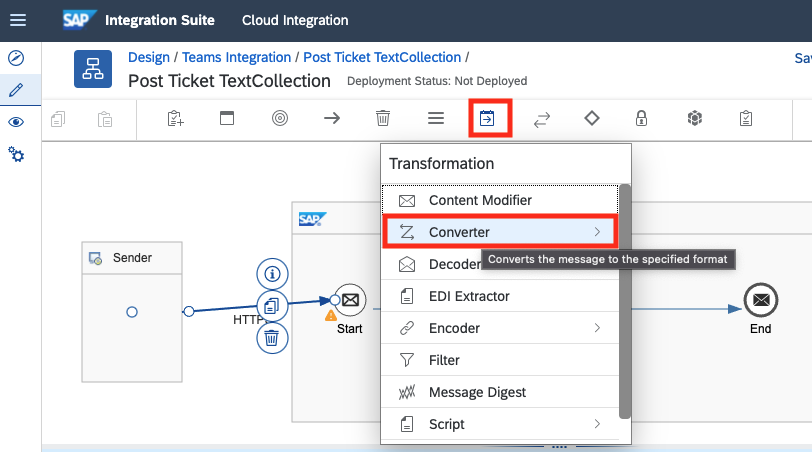 SAP Integration Suite Cloud Integration
Design / Teams Integration / Post Ticket TextCollection /
Post Ticket TextCollection Deployment Status: Not Deployed
Transformation
Content Modifier
SAP
Converter
Converts the message to the specified format
Sender
Decoder
EDI Extractor
HTTP
Encoder
Start
End
Filter
Message Digest
Script